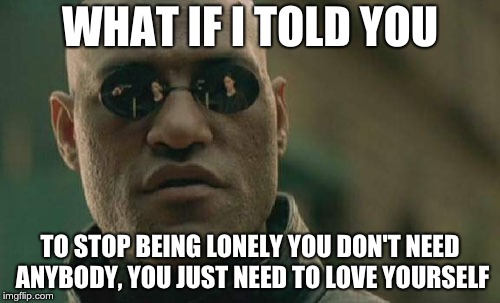 WHAT IF I TOLD YOU
TO STOP BEING LONELY YOU DON'T NEED
ANYBODY, YOU JUST NEED TO LOVE YOURSELF
imgflip.com